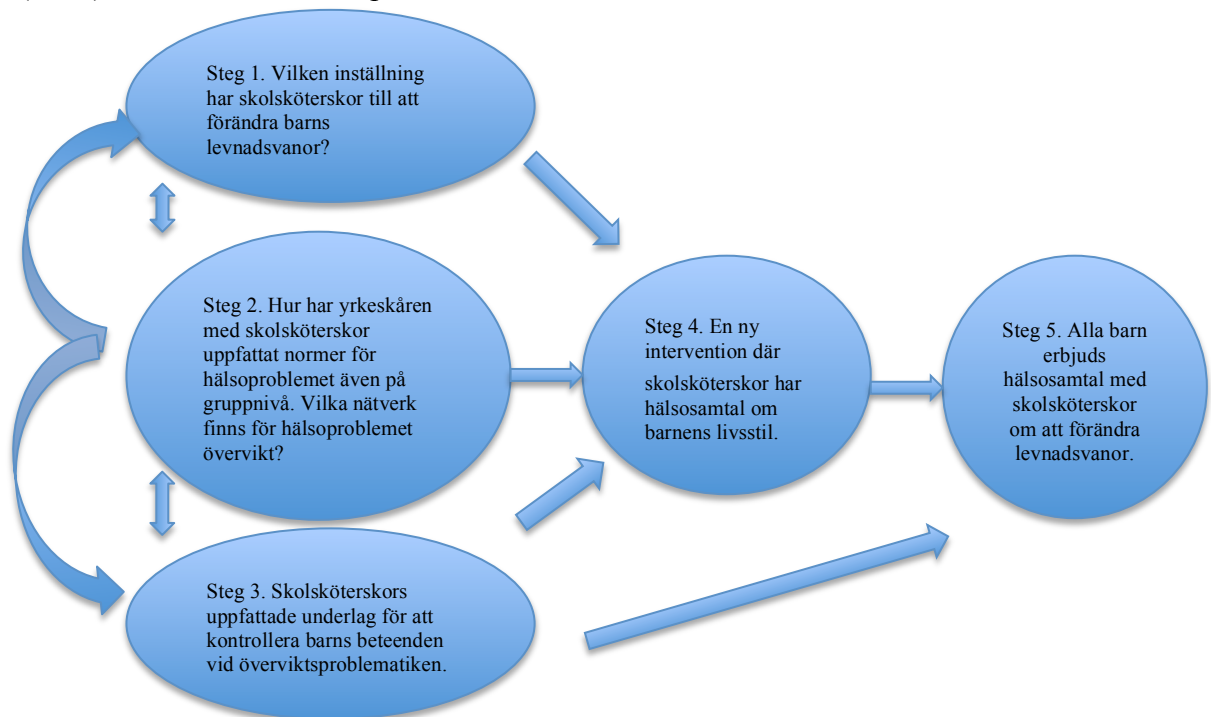 Steg 1. Vilken inställning
har skolsköterskor till att
förändra barns
levnadsvanor?
Steg 2. Hur har yrkeskåren
med skolsköterskor
uppfattat normer för
hälsoproblemet även på
gruppnivå. Vilka nätverk
finns för hälsoproblemet
övervikt?
Steg 3. Skolsköterskors
uppfattade underlag för att
kontrollera barns beteenden
vid överviktsproblematiken.
Steg 4. En ny
intervention där
skolsköterskor har
hälsosamtal om
barnens livsstil.
Steg 5. Alla barn
erbjuds
hälsosamtal med
skolsköterskor
om att förändra
levnadsvanor.